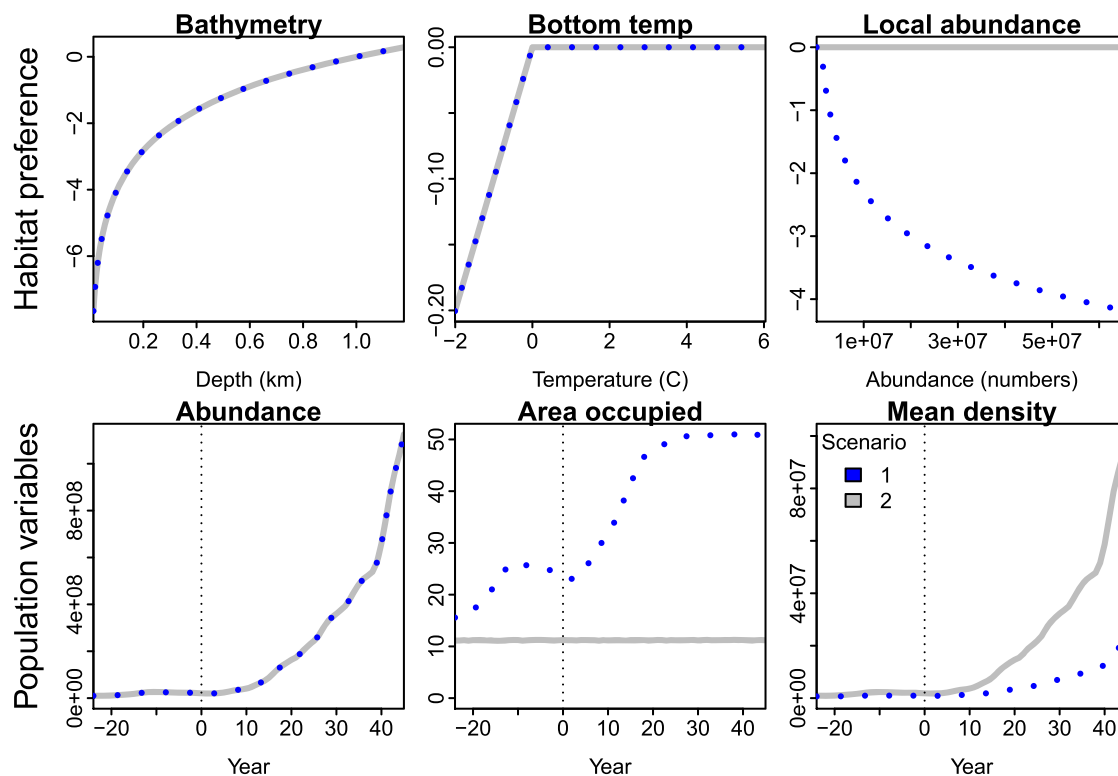 Bathymetry
Bottom temp
Local abundance
Habitat preference
0
−2
−4
−6
0.2 0.4 0.6 0.8 1.0
Depth (km)
0.00
−0.10
−0.20
−2 0 2 4 6
Temperature (C)
0
−1
−2
−3
−4
1e+07 3e+07 5e+07
Abundance (numbers)
Abundance
Area occupied
Mean density
Population variables
8e+08
4e+08
0e+00
−20 0 10 20 30 40
Year
50
40
30
20
10
0
−20 0 10 20 30 40
Year
Scenario
1
2
8e+07
4e+07
0e+00
−20 0 10 20 30 40
Year